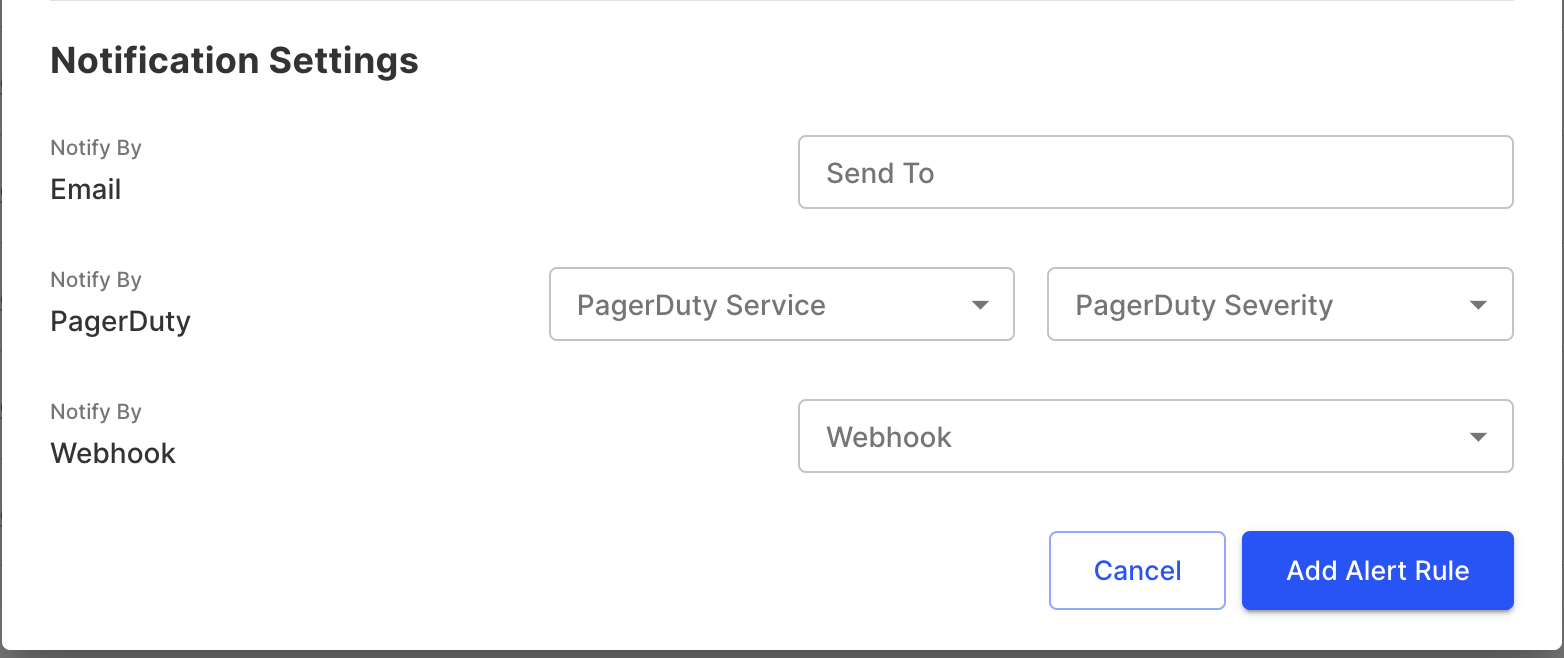 Notification Settings
Notify By
Email
Send To
Notify By
PagerDuty
PagerDuty Service
PagerDuty Severity
Notify By
Webhook
Webhook
Cancel
Add Alert Rule